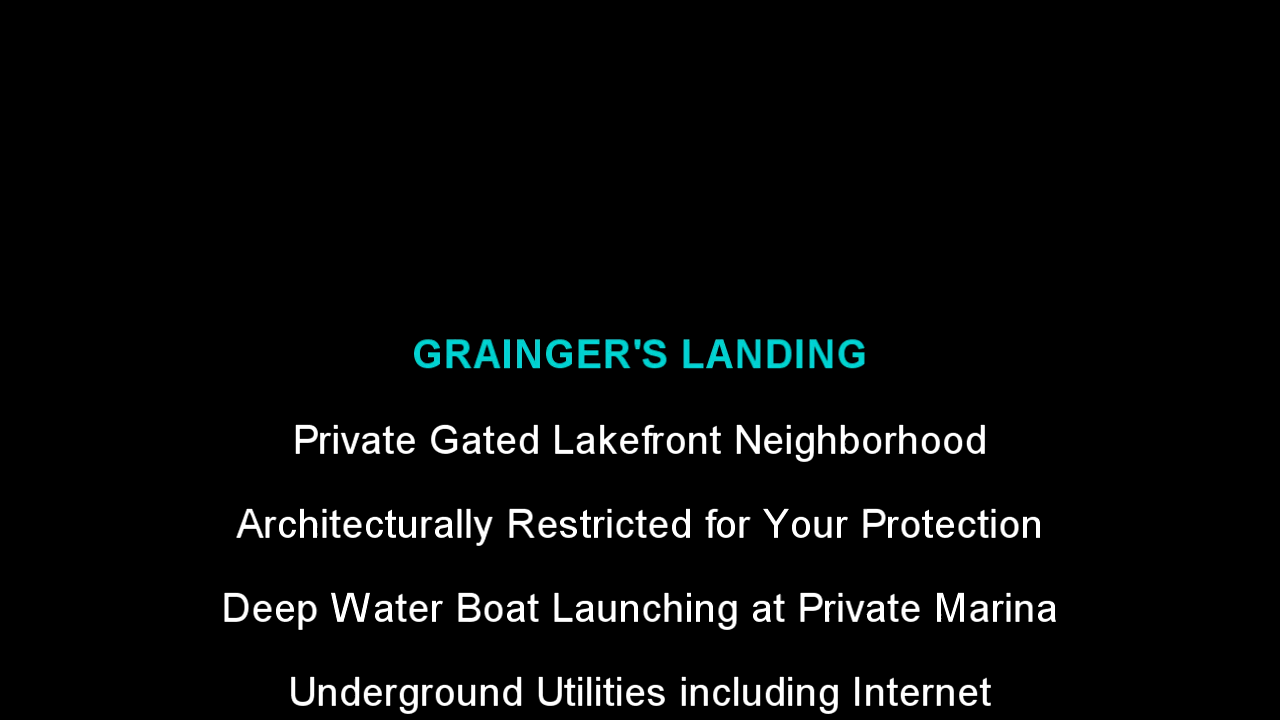 GRAINGER'S LANDING
Private Gated Lakefront Neighborhood
Architecturally Restricted for Your Protection
Deep Water Boat Launching at Private Marina
Underground Utilities including Internet